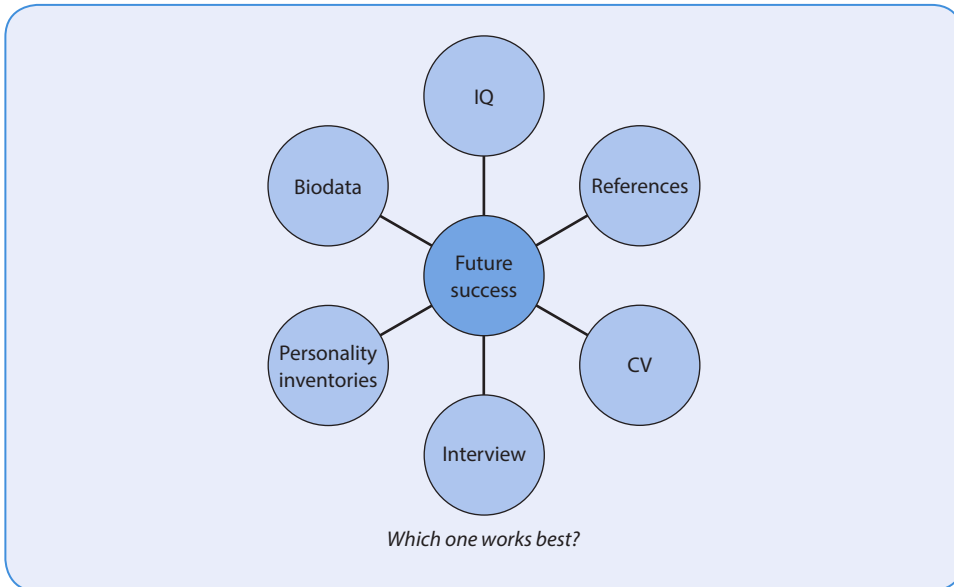 IQ
Biodata
References
Future
success
Personality
inventories
CV
Interview
Which one works best?